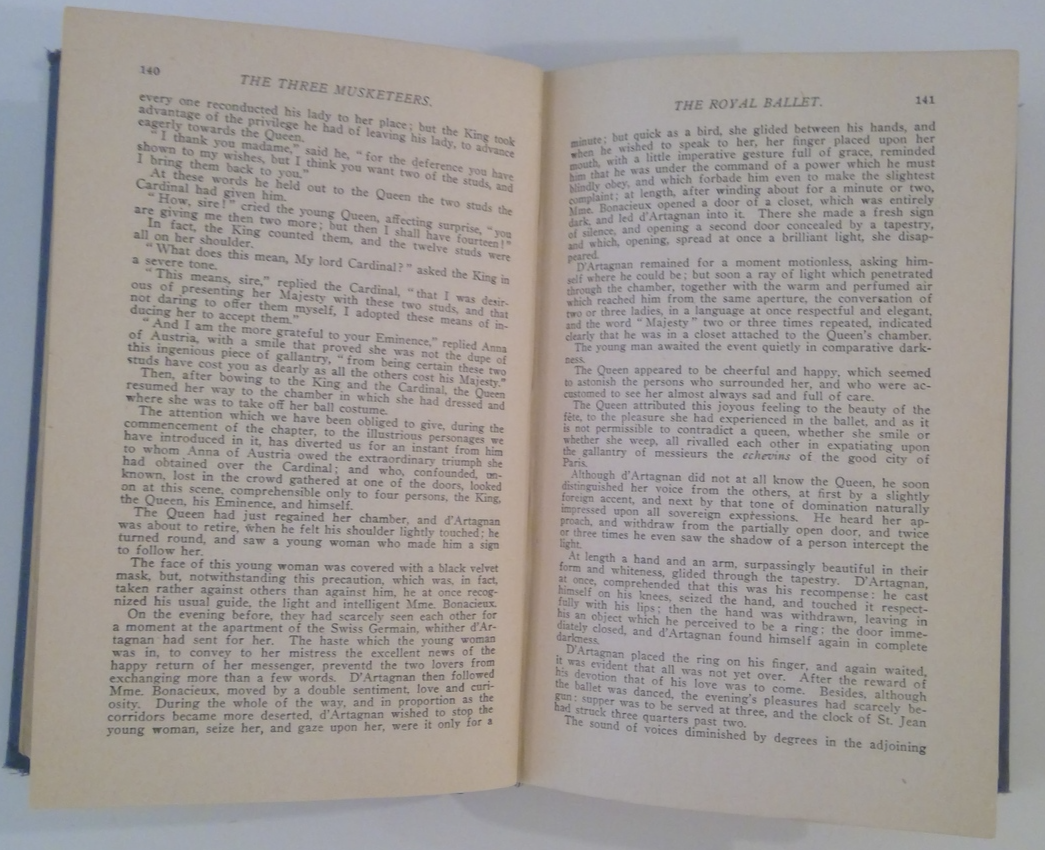 140
THE THREE MUSKETEERS.
every one reconducted his lady to her place; but the King took
advantage of the privilege he had of leaving his lady, to advance
eagerly towards the Queen.
"I thank you madame," said he, "for the deference you have
shown to my wishes, but I think you want two of the studs, and
I bring them back to you."
At these words he held out to the Queen the two studs the
Cardinal had given him.
"How, sire!" cried the young Queen, affecting surprise, "you
are giving me then two more; but then I shall have fourteen!"
In fact, the King counted them, and the twelve studs were
all on her shoulder.
"What does this mean, My lord Cardinal?" asked the King in
a severe tone.
"This means, sire," replied the Cardinal, "that I was desir-
ous of presenting her Majesty with these two studs, and that
not daring to offer them myself, I adopted these means of in-
ducing her to accept them."
"And I am the more grateful to your Eminence," replied Anna
of Austria, with a smile that proved she was not the dupe of
this ingenious piece of gallantry, "from being certain these two
studs have cost you as dearly as all the others cost his Majesty."
Then, after bowing to the King and the Cardinal, the Queen
resumed her way to the chamber in which she had dressed and
where she was to take off her ball costume.
The attention which we have been obliged to give, during the
commencement of the chapter, to the illustrious personages we
have introduced in it, has diverted us for an instant from him
to whom Anna of Austria owed the extraordinary triumph she
had obtained over the Cardinal; and who, confounded, un-
known, lost in the crowd gathered at one of the doors, looked
on at this scene, comprehensible only to four persons, the King,
the Queen, his Eminence, and himself.
The Queen had just regained her chamber, and d'Artagnan
was about to retire, when he felt his shoulder lightly touched; he
turned round, and saw a young woman who made him a sign
to follow her.
The face of this young woman was covered with a black velvet
mask, but, notwithstanding this precaution, which was, in fact,
taken rather against others than against him, he at once recog-
nized his usual guide, the light and intelligent Mme. Bonacieux.
On the evening before, they had scarcely seen each other for
a moment at the apartment of the Swiss Germain, whither d'Ar-
tagnan had sent for her. The haste which the young woman
was in, to convey to her mistress the excellent news of the
happy return of her messenger, preventd the two lovers from
exchanging more than a few words. D'Artagnan then followed
Mme. Bonacieux, moved by a double sentiment, love and curi-
osity. During the whole of the way, and in proportion as the
corridors became more deserted, d'Artagnan wished to stop the
young woman, seize her, and gaze upon her, were it only for a
THE ROYAL BALLET.
141
minute; but quick as a bird, she glided between his hands, and
when he wished to speak to her, her finger placed upon her
mouth, with a little imperative gesture full of grace, reminded
him that he was under the command of a power which he must
blindly obey, and which forbade him even to make the slightest
complaint; at length, after winding about for a minute or two,
Mme. Bonacieux opened a door of a closet, which was entirely
dark, and led d'Artagnan into it. There she made a fresh sign
of silence, and opening a second door concealed by a tapestry,
and which, opening, spread at once a brilliant light, she disap-
peared.
D'Artagnan remained for a moment motionless, asking him-
self where he could be; but soon a ray of light which penetrated
through the chamber, together with the warm and perfumed air
which reached him from the same aperture, the conversation of
two or three ladies, in a language at once respectful and elegant,
and the word "Majesty" two or three times repeated, indicated
clearly that he was in a closet attached to the Queen's chamber.
The young man awaited the event quietly in comparative dark-
ness.
The Queen appeared to be cheerful and happy, which seemed
to astonish the persons who surrounded her, and who were ac-
customed to see her almost always sad and full of care.
The Queen attributed this joyous feeling to the beauty of the
fête, to the pleasure she had experienced in the ballet, and as it
is not permissible to contradict a queen, whether she smile or
whether she weep, all rivalled each other in expatiating upon
the gallantry of messieurs the echevins of the good city of
Paris.
Although d'Artagnan did not at all know the Queen, he soon
distinguished her voice from the others, at first by a slightly
foreign accent, and next by that tone of domination naturally
impressed upon all sovereign expressions. He heard her ap-
proach, and withdraw from the partially open door, and twice
or three times he even saw the shadow of a person intercept the
light.
At length a hand and an arm, surpassingly beautiful in their
form and whiteness, glided through the tapestry. D'Artagnan,
at once, comprehended that this was his recompense: he cast
himself on his knees, seized the hand, and touched it respect-
fully with his lips; then the hand was withdrawn, leaving in
his an object which he perceived to be a ring: the door imme-
diately closed, and d'Artagnan found himself again in complete
darkness.
D'Artagnan placed the ring on his finger, and again waited,
it was evident that all was not yet over. After the reward of
his devotion that of his love was to come. Besides, although
the ballet was danced, the evening's pleasures had scarcely be-
gun: supper was to be served at three, and the clock of St. Jean
had struck three quarters past two.
The sound of voices diminished by degrees in the adjoining